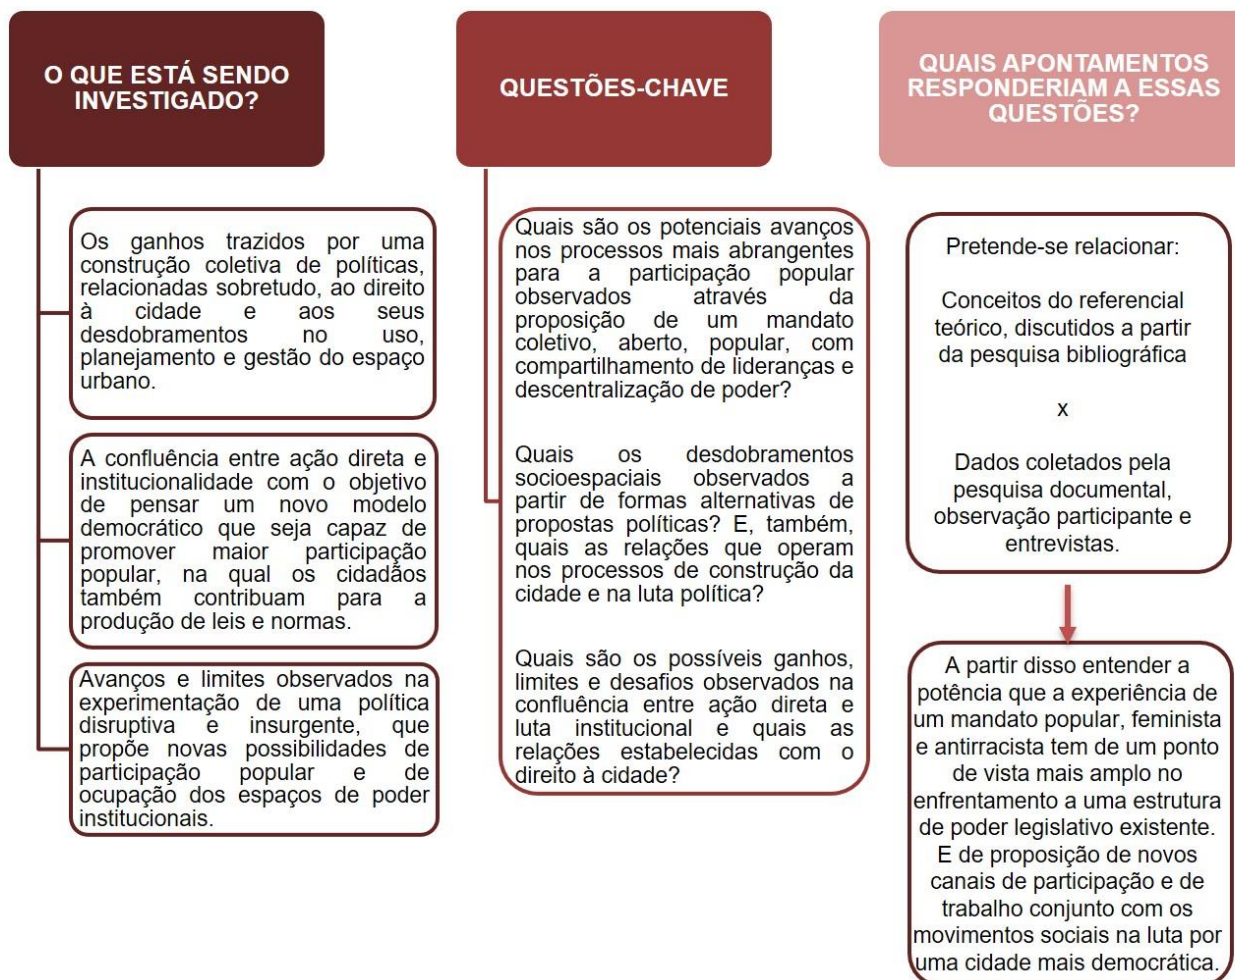 O QUE ESTÁ SENDO
INVESTIGADO?
Os ganhos trazidos por uma
construção coletiva de políticas,
relacionadas sobretudo, ao direito
à cidade e aos seus
desdobramentos no uso,
planejamento e gestão do espaço
urbano.
A confluência entre ação direta e
institucionalidade com o objetivo
de pensar um novo modelo
democrático que seja capaz de
promover maior participação
popular, na qual os cidadãos
também contribuam para a
produção de leis e normas.
Avanços e limites observados na
experimentação de uma política
disruptiva e insurgente, que
propõe novas possibilidades de
participação popular e de
ocupação dos espaços de poder
institucionais.
QUESTÕES-CHAVE
Quais são os potenciais avanços
nos processos mais abrangentes
para a participação popular
observados através da
proposição de um mandato
coletivo, aberto, popular, com
compartilhamento de lideranças e
descentralização de poder?
Quais os desdobramentos
socioespaciais observados a
partir de formas alternativas de
propostas políticas? E, também,
quais as relações que operam
nos processos de construção da
cidade e na luta política?
Quais são os possíveis ganhos,
limites e desafios observados na
confluência entre ação direta e
luta institucional e quais as
relações estabelecidas com o
direito à cidade?
QUAIS APONTAMENTOS
RESPONDERIAM A ESSAS
QUESTÕES?
Pretende-se relacionar:
Conceitos do referencial
teórico, discutidos a partir
da pesquisa bibliográfica
x
Dados coletados pela
pesquisa documental,
observação participante e
entrevistas.
A partir disso entender a
potência que a experiência de
um mandato popular, feminista
e antirracista tem de um ponto
de vista mais amplo no
enfrentamento a uma estrutura
de poder legislativo existente.
E de proposição de novos
canais de participação e de
trabalho conjunto com os
movimentos sociais na luta por
uma cidade mais democrática.